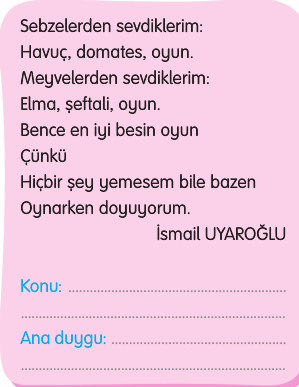 Sebzelerden sevdiklerim:
Havuç, domates, oyun.
Meyvelerden sevdiklerim:
Elma, şeftali, oyun.
Bence en iyi besin oyun
Çünkü
Hiçbir şey yemesem bile bazen
Oynarken doyuyorum.
İsmail UYAROĞLU
Konu: ......................................................
..................................................................
Ana duygu: ............................................
..................................................................